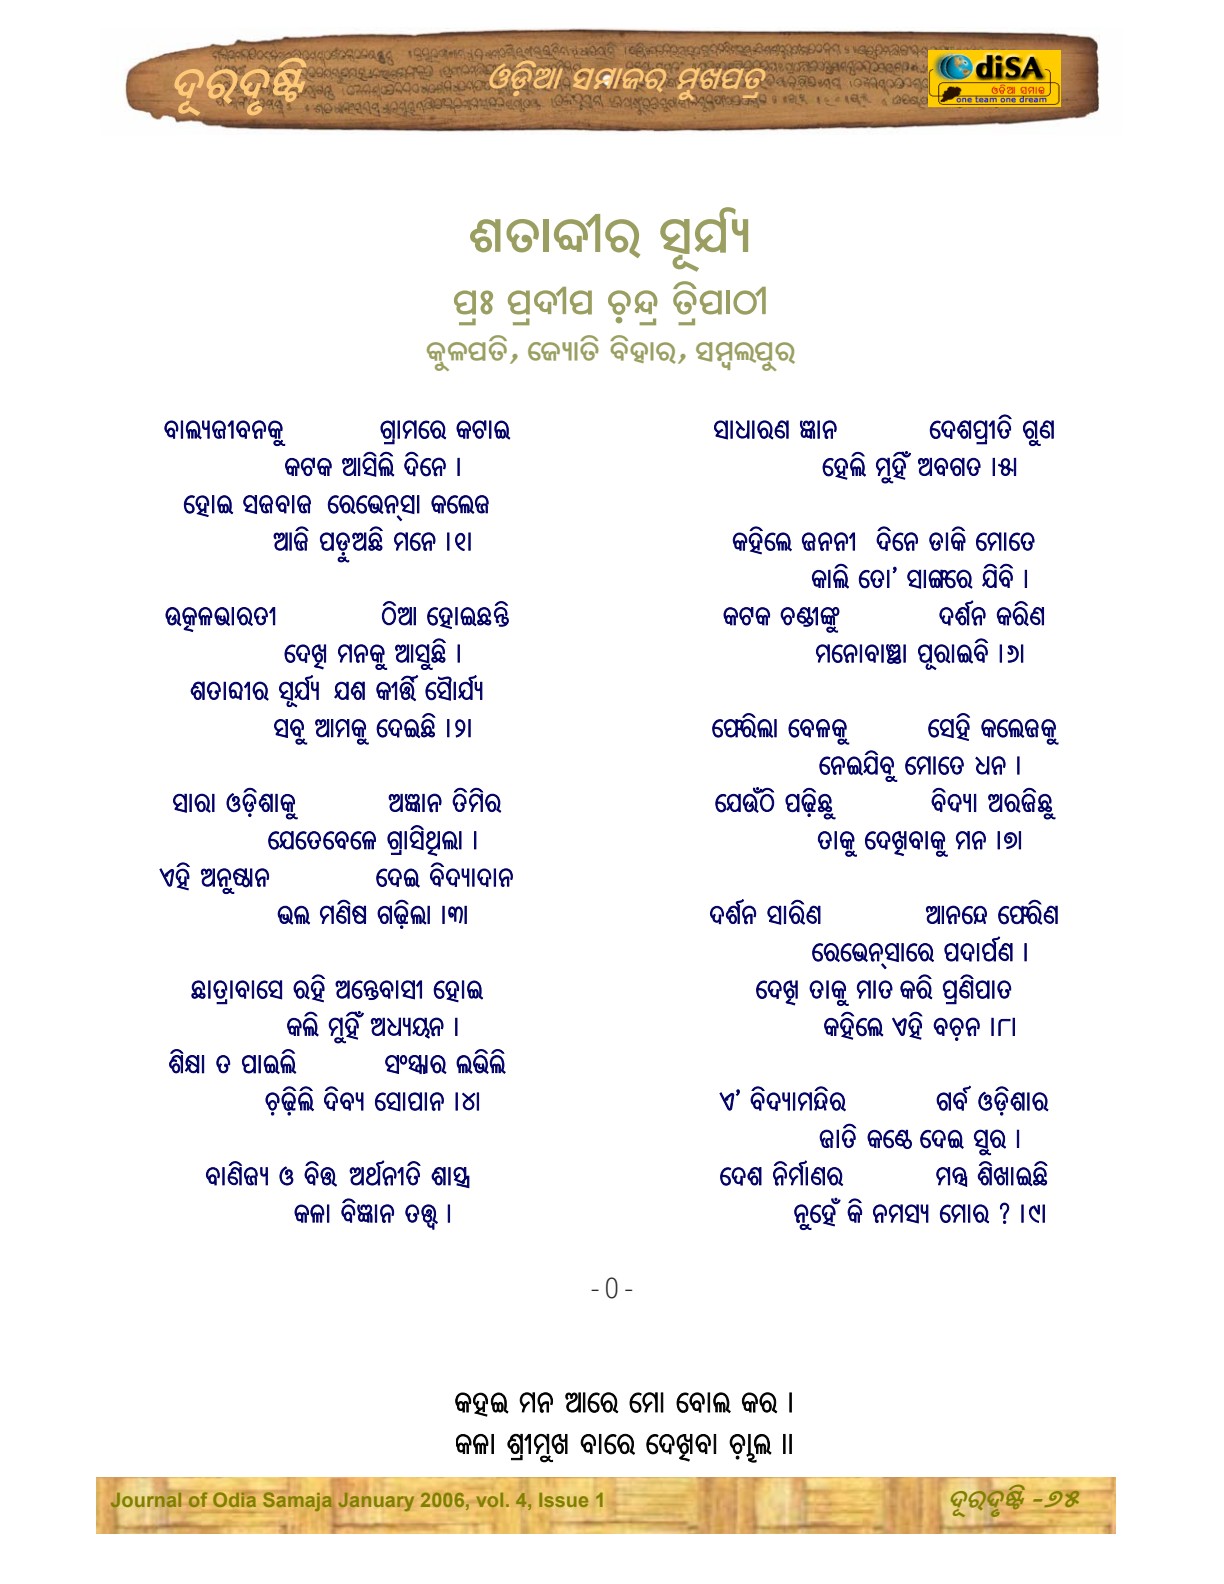 ଦୂରଦୃଷ୍ଟି
ଓଡ଼ିଆ ସମାଜର ମୁଖପତ୍ର
OdiSA
ଓଡ଼ିଆ ସମାଜ
one team one dream
ଶତାବ୍ଦୀର ସୂର୍ଯ୍ୟ
ପ୍ରଃ ପ୍ରଦୀପ ଚନ୍ଦ୍ର ତ୍ରିପାଠୀ
କୁଳପତି, ଜ୍ୟୋତି ବିହାର, ସମ୍ବଲପୁର
ବାଲ୍ୟଜୀବନକୁ ଗ୍ରାମରେ କଟାଇ
କଟକ ଆସିଲି ଦିନେ ।
ହୋଇ ସଜବାଜ ରେଭେନ୍ସା କଲେଜ
ଆଜି ପଡ଼ୁଅଛି ମନେ ।୧।
ଉତ୍କଳଭାରତୀ ଠିଆ ହୋଇଛନ୍ତି
ଦେଖି ମନକୁ ଆସୁଛି ।
ଶତାବ୍ଦୀର ସୂର୍ଯ୍ୟ ଯଶ କୀର୍ତ୍ତି ସୌର୍ଯ୍ୟ
ସବୁ ଆମକୁ ଦେଇଛି ।୨।
ସାରା ଓଡ଼ିଶାକୁ ଅଜ୍ଞାନ ତିମିର
ଯେତେବେଳେ ଗ୍ରାସିଥିଲା ।
ଏହି ଅନୁଷ୍ଠାନ ଦେଇ ବିଦ୍ୟାଦାନ
ଭଲ ମଣିଷ ଗଢ଼ିଲା ।୩।
ଛାତ୍ରାବାସେ ରହି ଅନ୍ତେବାସୀ ହୋଇ
କଲି ମୁହିଁ ଅଧ୍ୟୟନ ।
ଶିକ୍ଷା ତ ପାଇଲି ସଂସ୍କାର ଲଭିଲି
ଚଢ଼ିଲି ଦିବ୍ୟ ସୋପାନ ।୪।
ବାଣିଜ୍ୟ ଓ ବିତ୍ତ ଅର୍ଥନୀତି ଶାସ୍ତ୍ର
କଳା ବିଜ୍ଞାନ ତତ୍ତ୍ୱ ।
ସାଧାରଣ ଜ୍ଞାନ ଦେଶପ୍ରୀତି ଗୁଣ
ହେଲି ମୁହିଁ ଅବଗତ ।୫।
କହିଲେ ଜନନୀ ଦିନେ ଡାକି ମୋତେ
କାଲି ତୋ' ସାଙ୍ଗରେ ଯିବି ।
କଟକ ଚଣ୍ଡୀଙ୍କୁ ଦର୍ଶନ କରିଣ
ମନୋବାଞ୍ଛା ପୂରାଇବି ।୬।
ଫେରିଲା ବେଳକୁ ସେହି କଲେଜକୁ
ନେଇଯିବୁ ମୋତେ ଧନ ।
ଯେଉଁଠି ପଢ଼ିଛୁ ବିଦ୍ୟା ଅରଜିଛୁ
ତାକୁ ଦେଖିବାକୁ ମନ ।୭।
ଦର୍ଶନ ସାରିଣ ଆନନ୍ଦେ ଫେରିଣ
ରେଭେନ୍ସାରେ ପଦାର୍ପଣ ।
ଦେଖି ତାକୁ ମାତ କରି ପ୍ରଣିପାତ
କହିଲେ ଏହି ବଚନ ।୮।
ଏ' ବିଦ୍ୟାମନ୍ଦିର ଗର୍ବ ଓଡ଼ିଶାର
ଜାତି କଣ୍ଠେ ଦେଇ ସୁର ।
ଦେଶ ନିର୍ମାଣର ମନ୍ତ୍ର ଶିଖାଇଛି
ନୁହେଁ କି ନମସ୍ୟ ମୋର ? ।୯।
- 0 -
କହଇ ମନ ଆରେ ମୋ ବୋଲ କର ।
କଳା ଶ୍ରୀମୁଖ ବାରେ ଦେଖିବା ଚାଲ ॥
Journal of Odia Samaja January 2006, vol. 4, Issue 1
ଦୂରଦୃଷ୍ଟି -୭୫